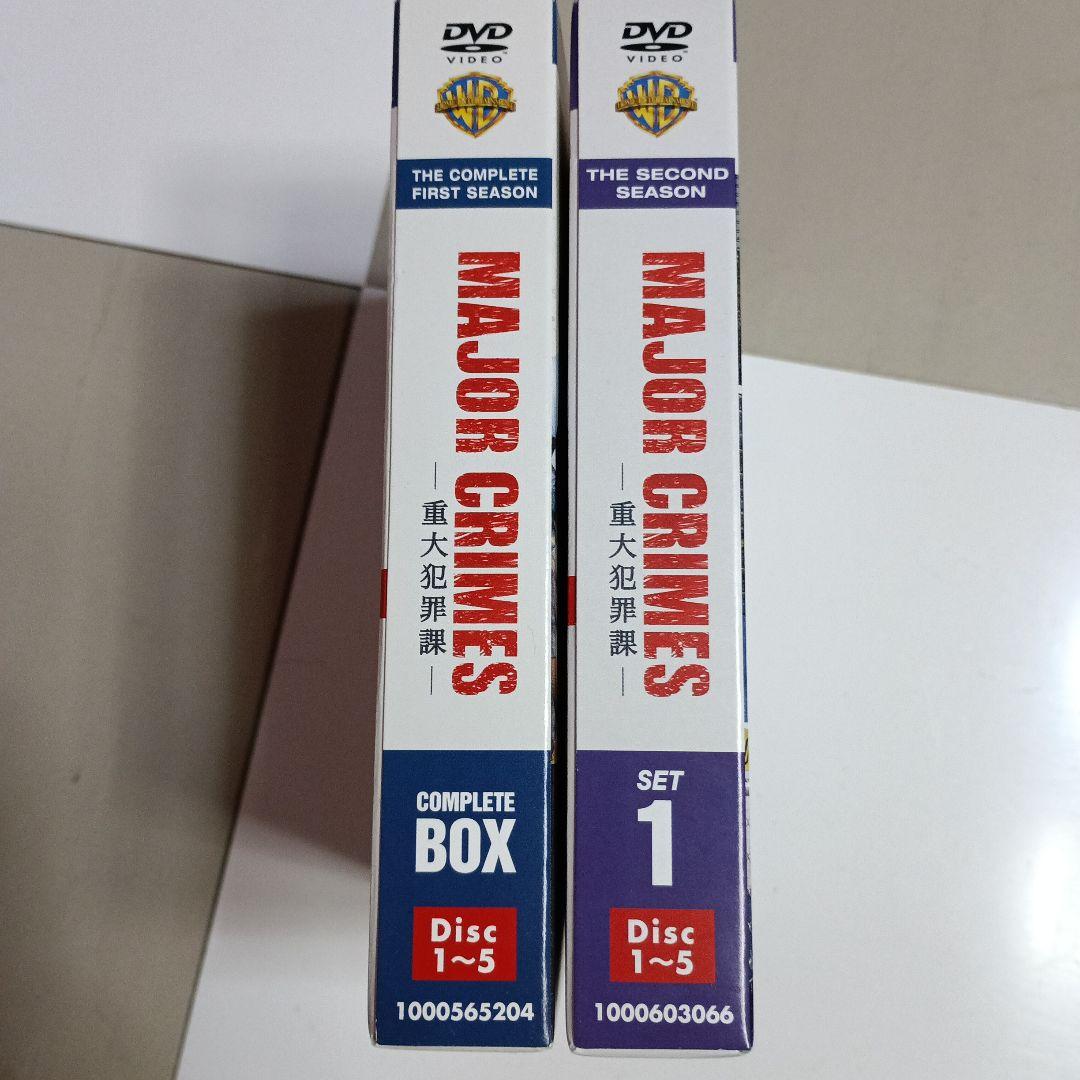 DVD
VIDEO
WB
THE COMPLETE
FIRST SEASON
MAJOR CRIMES
—重大犯罪課—
COMPLETE
BOX
Disc
1~5
1000565204
DVD
VIDEO
WB
THE SECOND
SEASON
MAJOR CRIMES
—重大犯罪課—
SET
1
Disc
1~5
1000603066